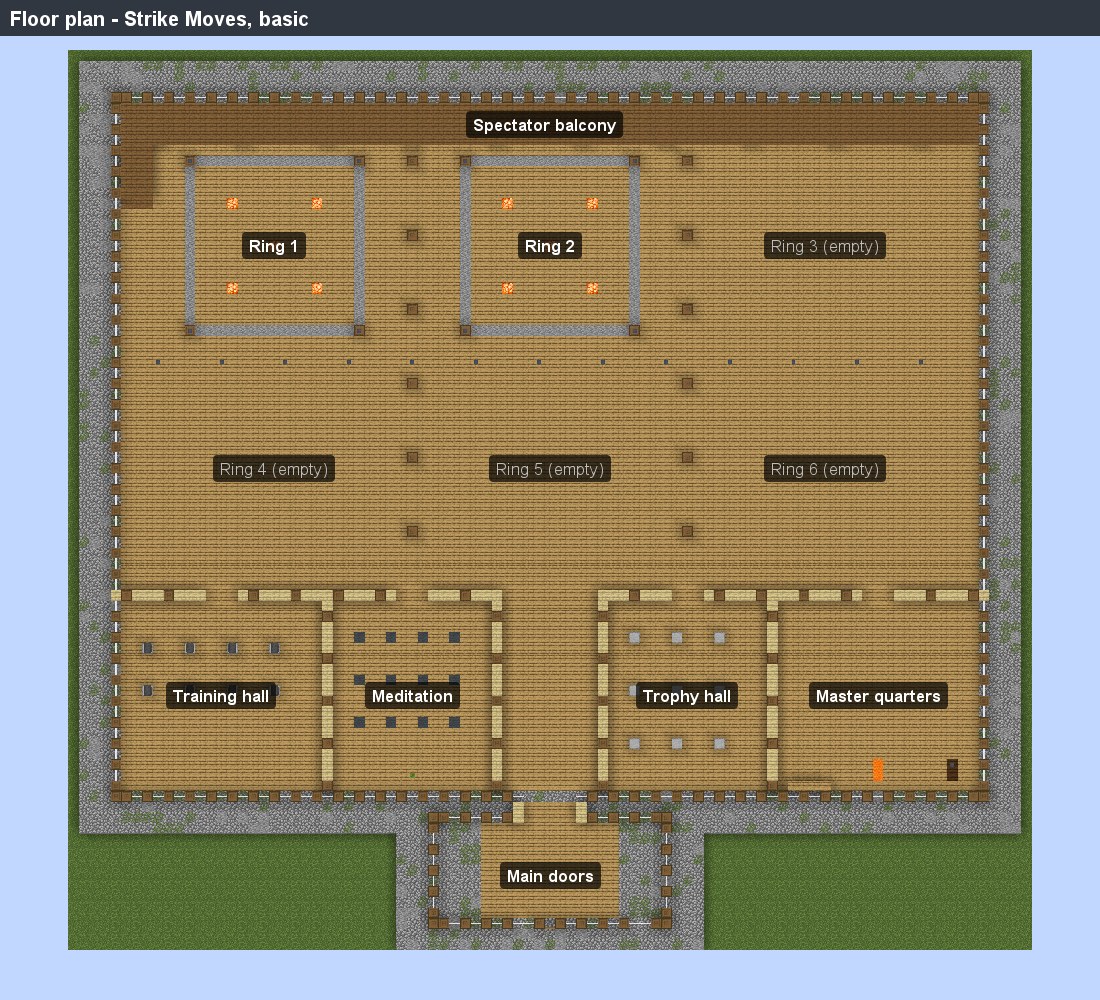 Floor plan - Strike Moves, basic
Spectator balcony
Ring 1
Ring 2
Ring 3 (empty)
Ring 4 (empty)
Ring 5 (empty)
Ring 6 (empty)
Training hall
Meditation
Trophy hall
Master quarters
Main doors